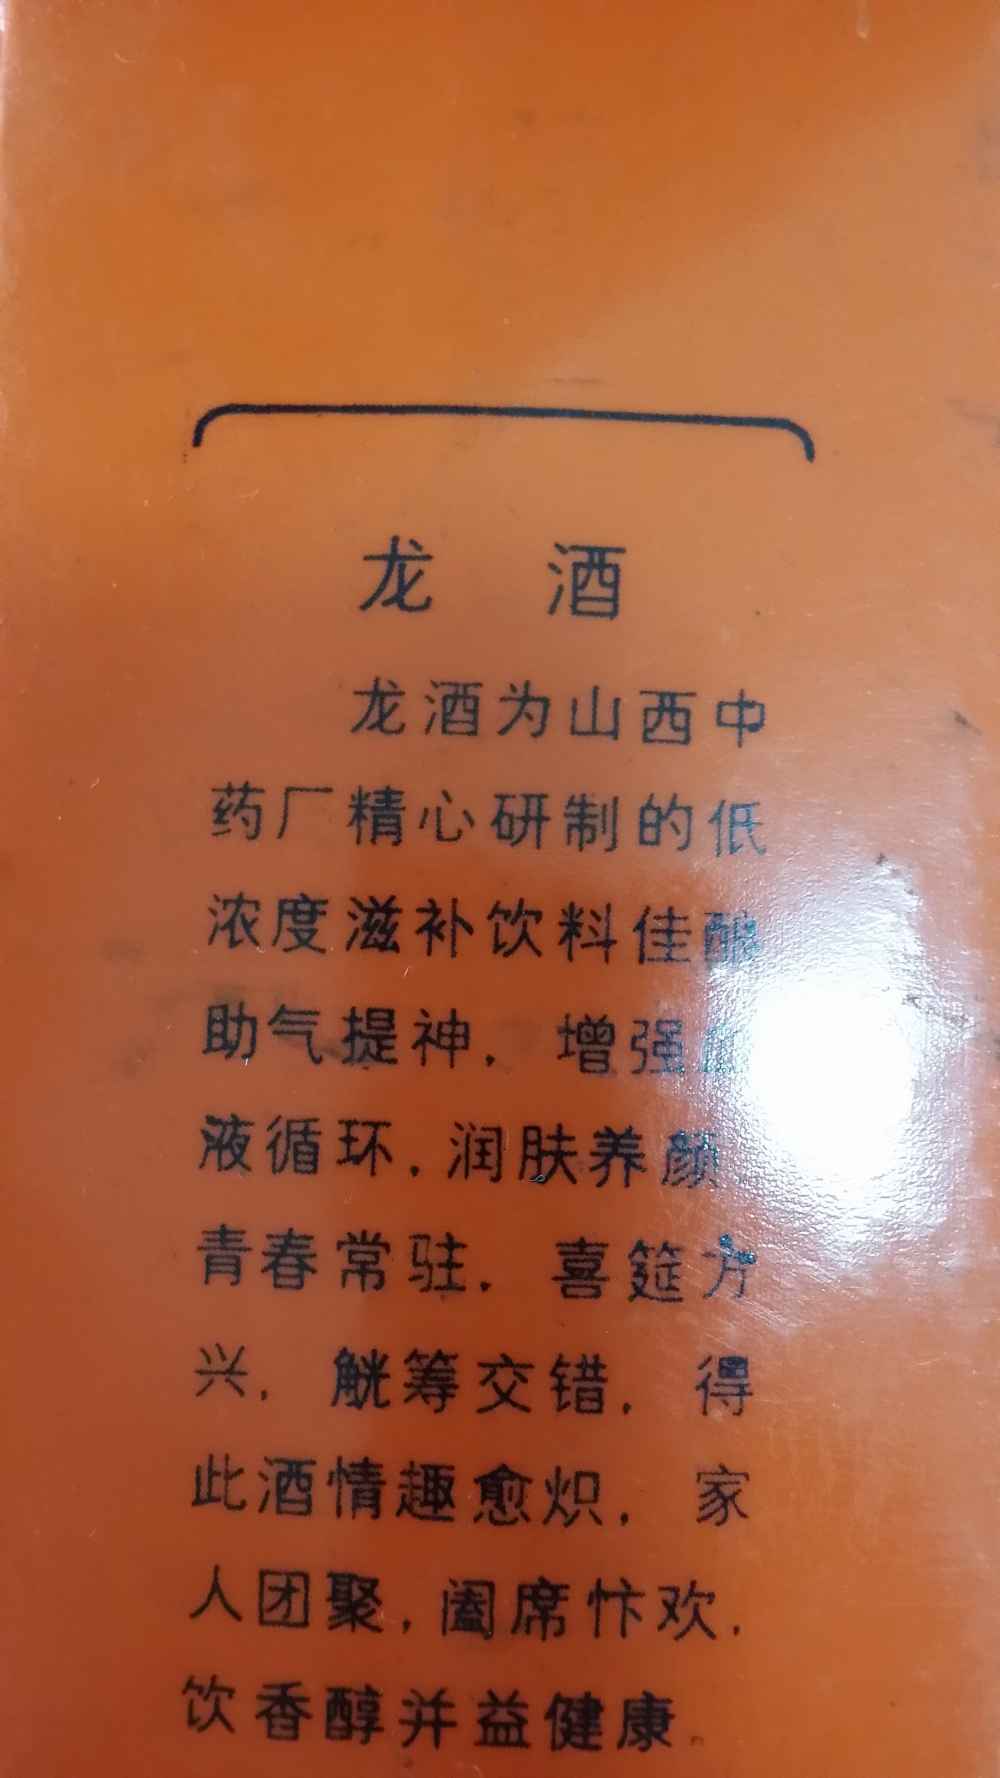 龙 酒
龙酒为山西中
药厂精心研制的低
浓度滋补饮料佳酿
助气提神，增强血
液循环，润肤养颜
青春常驻，喜筵方
兴，觥筹交错，得
此酒情趣愈炽，家
人团聚，阖席忭欢，
饮香醇并益健康。